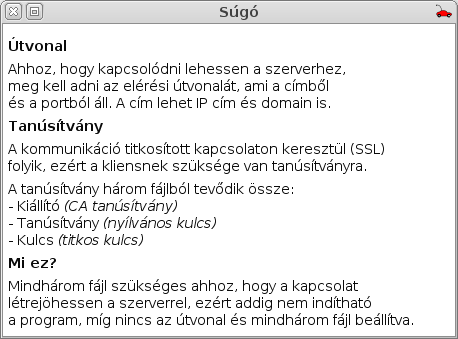 Súgó
Útvonal
Ahhoz, hogy kapcsolódni lehessen a szerverhez,
meg kell adni az elérési útvonalát, ami a címből
és a portból áll. A cím lehet IP cím és domain is.
Tanúsítvány
A kommunikáció titkosított kapcsolaton keresztül (SSL)
folyik, ezért a kliensnek szüksége van tanúsítványra.
A tanúsítvány három fájlból tevődik össze:
- Kiállító (CA tanúsítvány)
- Tanúsítvány (nyílvános kulcs)
- Kulcs (titkos kulcs)
Mi ez?
Mindhárom fájl szükséges ahhoz, hogy a kapcsolat
létrejöhessen a szerverrel, ezért addig nem indítható
a program, míg nincs az útvonal és mindhárom fájl beállítva.